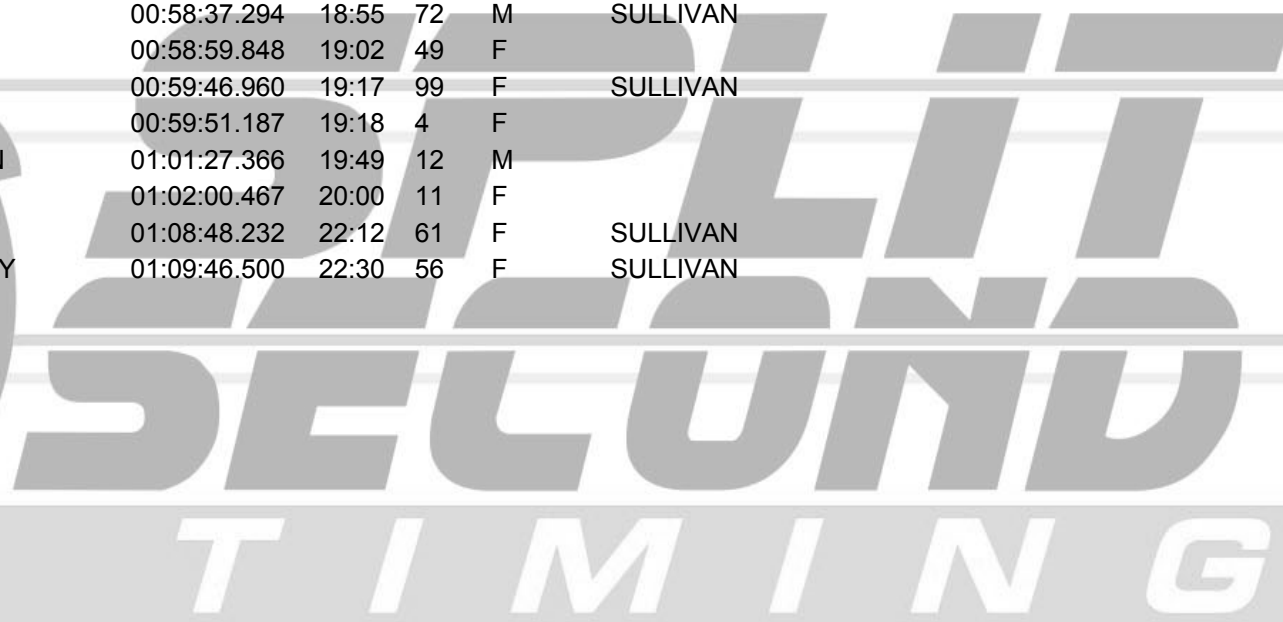 00:58:37.294 18:55 72 M SULLIVAN
00:58:59.848 19:02 49 F
00:59:46.960 19:17 99 F SULLIVAN
00:59:51.187 19:18 4 F
N 01:01:27.366 19:49 12 M
01:02:00.467 20:00 11 F
01:08:48.232 22:12 61 F SULLIVAN
Y 01:09:46.500 22:30 56 F SULLIVAN
SPLIT
SECOND
TIMING